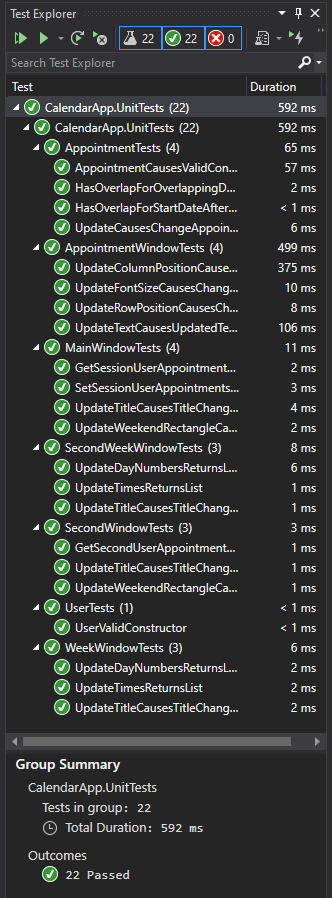 Test Explorer
22 22 0
Search Test Explorer
Test Duration
CalendarApp.UnitTests (22) 592 ms
CalendarApp.UnitTests (22) 592 ms
AppointmentTests (4) 65 ms
AppointmentCausesValidCon... 57 ms
HasOverlapForOverlappingD... 2 ms
HasOverlapForStartDateAfter... < 1 ms
UpdateCausesChangeAppoin... 6 ms
AppointmentWindowTests (4) 499 ms
UpdateColumnPositionCause... 375 ms
UpdateFontSizeCausesChang... 10 ms
UpdateRowPositionCausesCh... 8 ms
UpdateTextCausesUpdatedTe... 106 ms
MainWindowTests (4) 11 ms
GetSessionUserAppointment... 2 ms
SetSessionUserAppointments... 3 ms
UpdateTitleCausesTitleChang... 4 ms
UpdateWeekendRectangleCa... 2 ms
SecondWeekWindowTests (3) 8 ms
UpdateDayNumbersReturnsL... 6 ms
UpdateTimesReturnsList 1 ms
UpdateTitleCausesTitleChang... 1 ms
SecondWindowTests (3) 3 ms
GetSecondUserAppointment... 1 ms
UpdateTitleCausesTitleChang... 1 ms
UpdateWeekendRectangleCa... 1 ms
UserTests (1) < 1 ms
UserValidConstructor < 1 ms
WeekWindowTests (3) 6 ms
UpdateDayNumbersReturnsL... 2 ms
UpdateTimesReturnsList 2 ms
UpdateTitleCausesTitleChang... 2 ms
Group Summary
CalendarApp.UnitTests
Tests in group: 22
Total Duration: 592 ms
Outcomes
22 Passed